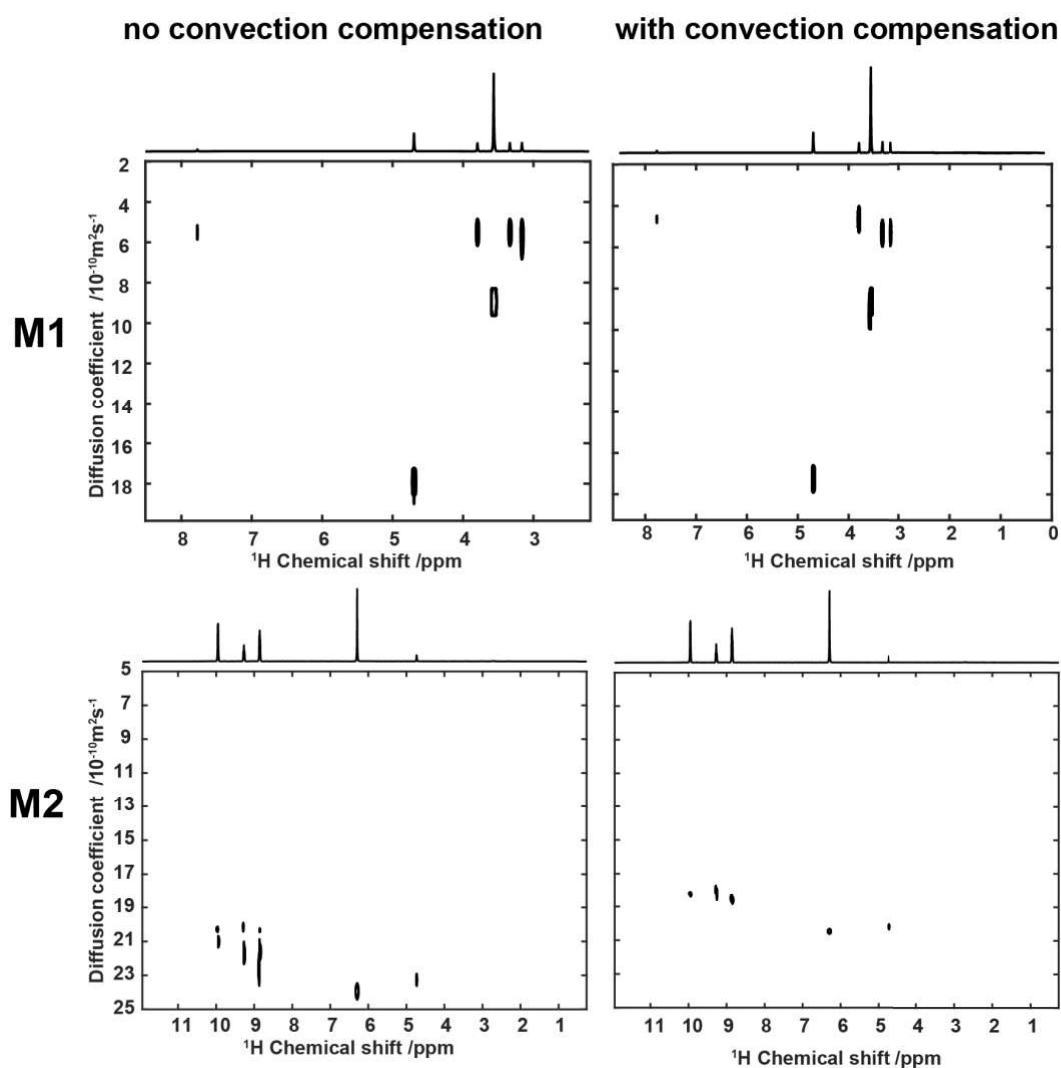 no convection compensation
with convection compensation
M1
Diffusion coefficient /10⁻¹⁰m²s⁻¹
2
4
6
8
10
12
14
16
18
8 7 6 5 4 3
¹H Chemical shift /ppm
8 7 6 5 4 3 2 1 0
¹H Chemical shift /ppm
M2
Diffusion coefficient /10⁻¹⁰m²s⁻¹
5
7
9
11
13
15
17
19
21
23
25
11 10 9 8 7 6 5 4 3 2 1
¹H Chemical shift /ppm
11 10 9 8 7 6 5 4 3 2 1
¹H Chemical shift /ppm